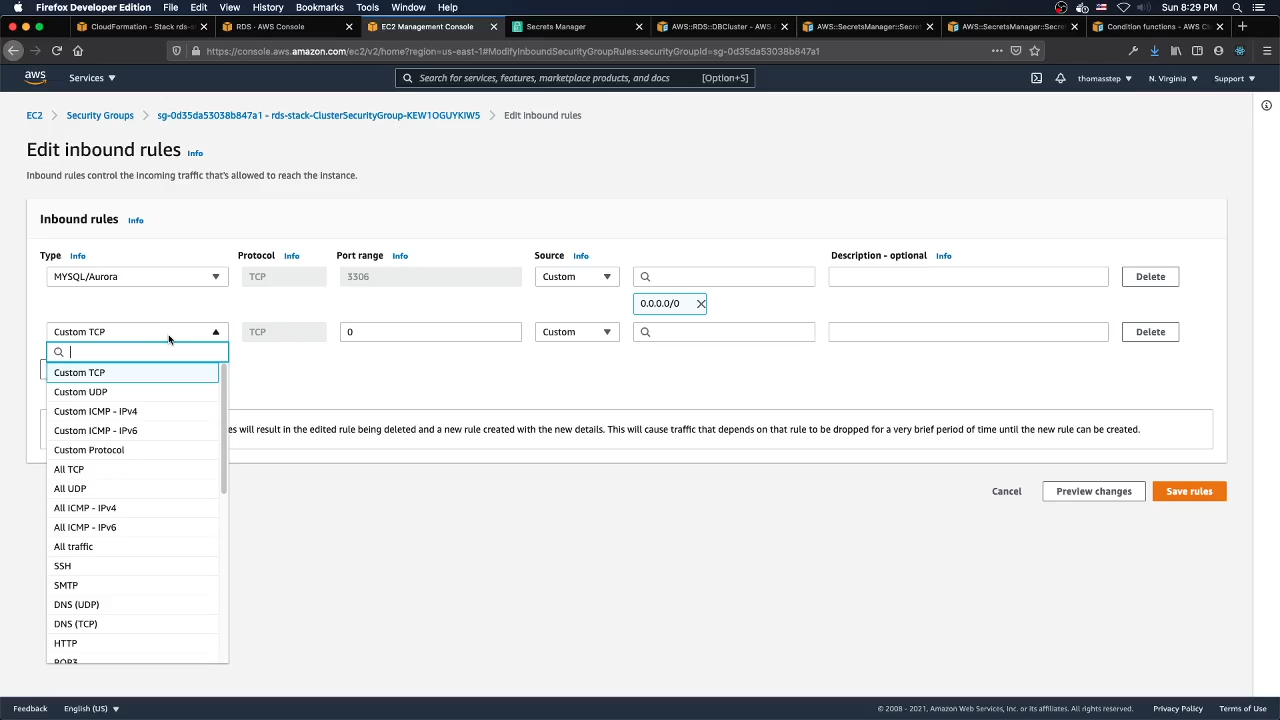 Firefox Developer Edition File Edit View History Bookmarks Tools Window Help
Sun 8:29 PM
CloudFormation - Stack rds-s
RDS · AWS Console
EC2 Management Console
Secrets Manager
AWS::RDS::DBCluster - AWS C
AWS::SecretsManager::Secret
AWS::SecretsManager::Secre
Condition functions - AWS Cl
https://console.aws.amazon.com/ec2/v2/home?region=us-east-1#ModifyInboundSecurityGroupRules:securityGroupId=sg-0d35da53038b847a1
aws Services Search for services, features, marketplace products, and docs [Option+S] thomasstep N. Virginia Support
EC2 Security Groups sg-0d35da53038b847a1 - rds-stack-ClusterSecurityGroup-KEW1OGUYKIW5 Edit inbound rules
Edit inbound rules Info
Inbound rules control the incoming traffic that's allowed to reach the instance.
Inbound rules Info
Type Info Protocol Info Port range Info Source Info Description - optional Info
MYSQL/Aurora TCP 3306 Custom Delete
0.0.0.0/0
Custom TCP TCP 0 Custom Delete
Custom TCP
Custom UDP
Custom ICMP - IPv4
es will result in the edited rule being deleted and a new rule created with the new details. This will cause traffic that depends on that rule to be dropped for a very brief period of time until the new rule can be created.
Custom ICMP - IPv6
Custom Protocol
All TCP
All UDP
Cancel Preview changes Save rules
All ICMP - IPv4
All ICMP - IPv6
All traffic
SSH
SMTP
DNS (UDP)
DNS (TCP)
HTTP
POP3
Feedback English (US) © 2008 - 2021, Amazon Web Services, Inc. or its affiliates. All rights reserved. Privacy Policy Terms of Use